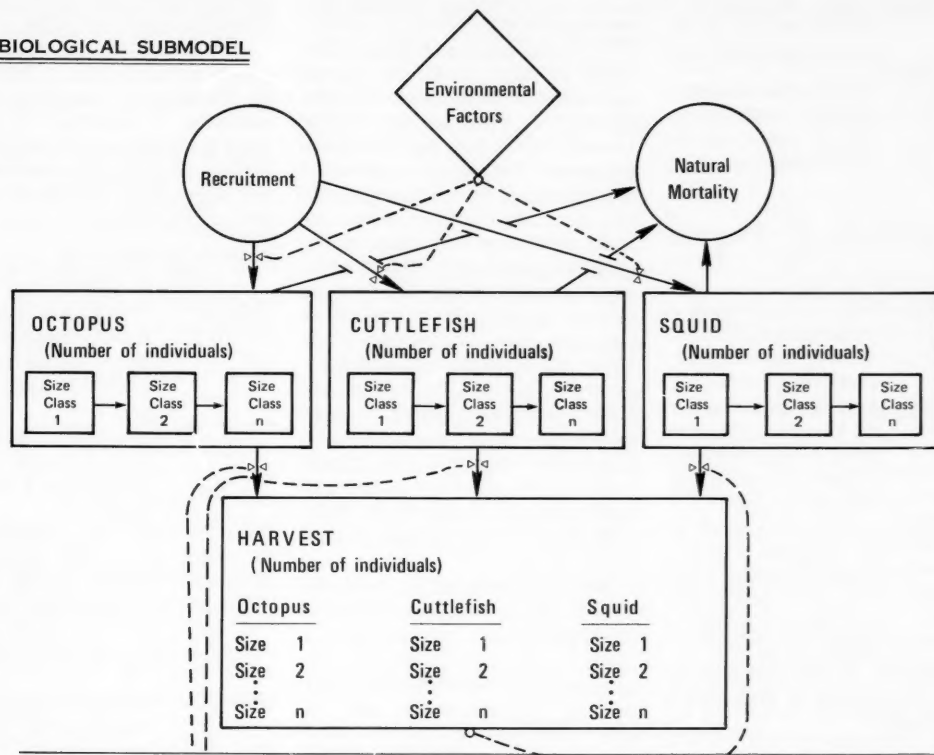 BIOLOGICAL SUBMODEL
Environmental
Factors
Recruitment
Natural
Mortality
OCTOPUS
(Number of individuals)
Size
Class
1
Size
Class
2
Size
Class
n
CUTTLEFISH
(Number of individuals)
Size
Class
1
Size
Class
2
Size
Class
n
SQUID
(Number of individuals)
Size
Class
1
Size
Class
2
Size
Class
n
HARVEST
(Number of individuals)
Octopus Cuttlefish Squid
Size 1 Size 1 Size 1
Size 2 Size 2 Size 2
Size n Size n Size n